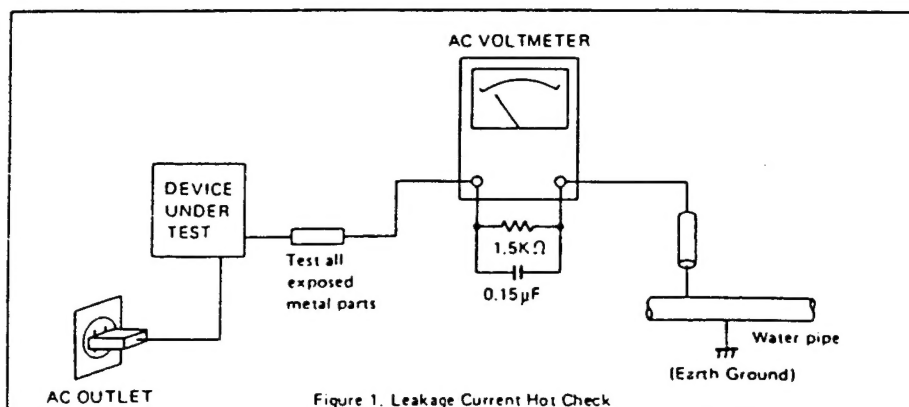 AC VOLTMETER
DEVICE
UNDER
TEST
Test all
exposed
metal parts
1.5KΩ
0.15µF
Water pipe
(Earth Ground)
AC OUTLET
Figure 1. Leakage Current Hot Check